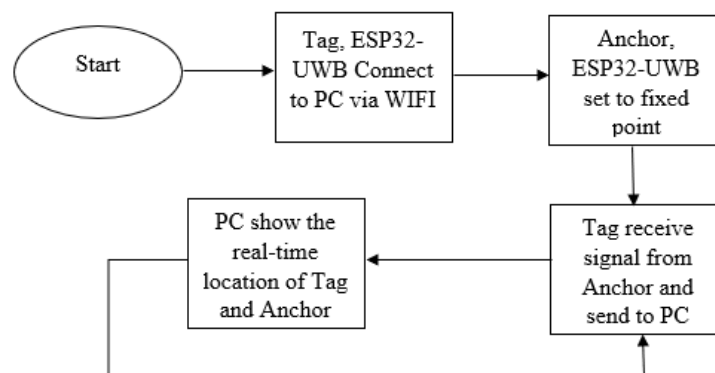 Start
Tag, ESP32-
UWB Connect
to PC via WIFI
Anchor,
ESP32-UWB
set to fixed
point
Tag receive
signal from
Anchor and
send to PC
PC show the
real-time
location of Tag
and Anchor